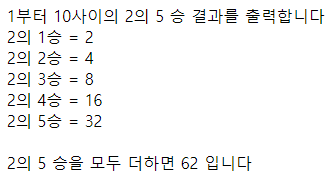 1부터 10사이의 2의 5 승 결과를 출력합니다
2의 1승 = 2
2의 2승 = 4
2의 3승 = 8
2의 4승 = 16
2의 5승 = 32
2의 5 승을 모두 더하면 62 입니다